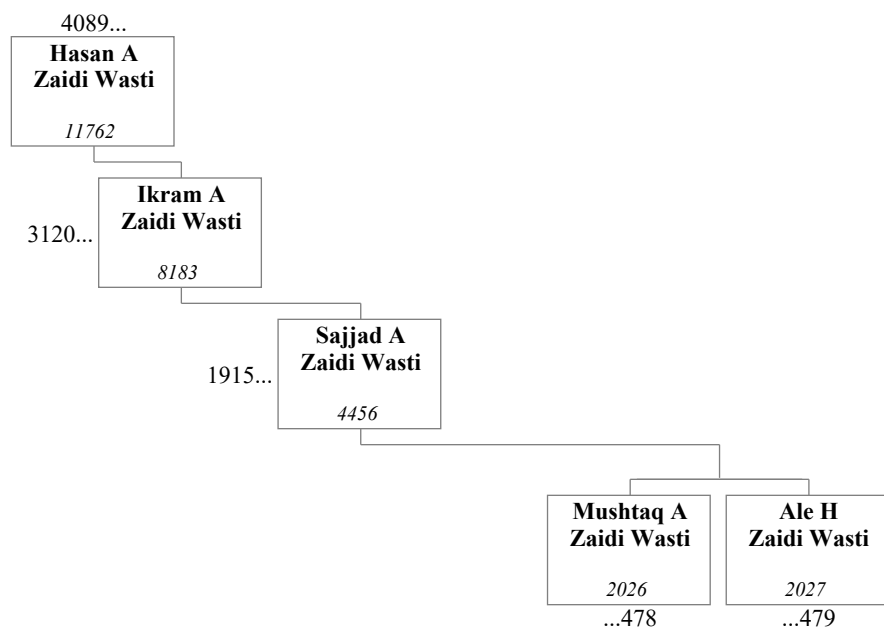 4089...
Hasan A
Zaidi Wasti
11762
Ikram A
Zaidi Wasti
3120...
8183
Sajjad A
Zaidi Wasti
1915...
4456
Mushtaq A
Zaidi Wasti
2026
...478
Ale H
Zaidi Wasti
2027
...479